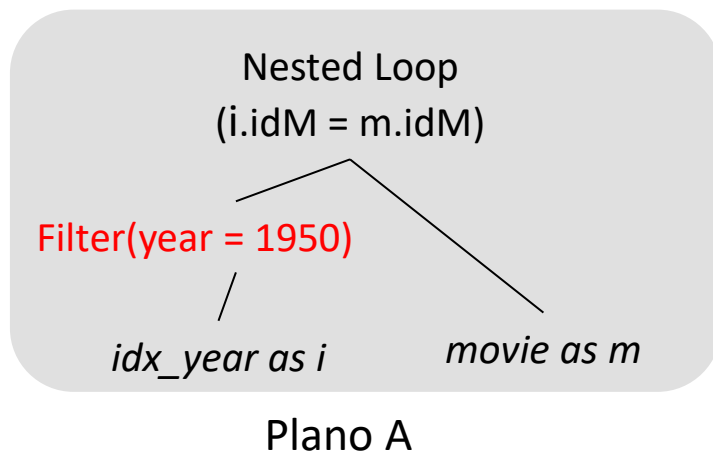 Nested Loop
(i.idM = m.idM)
Filter(year = 1950)
idx_year as i
movie as m
Plano A